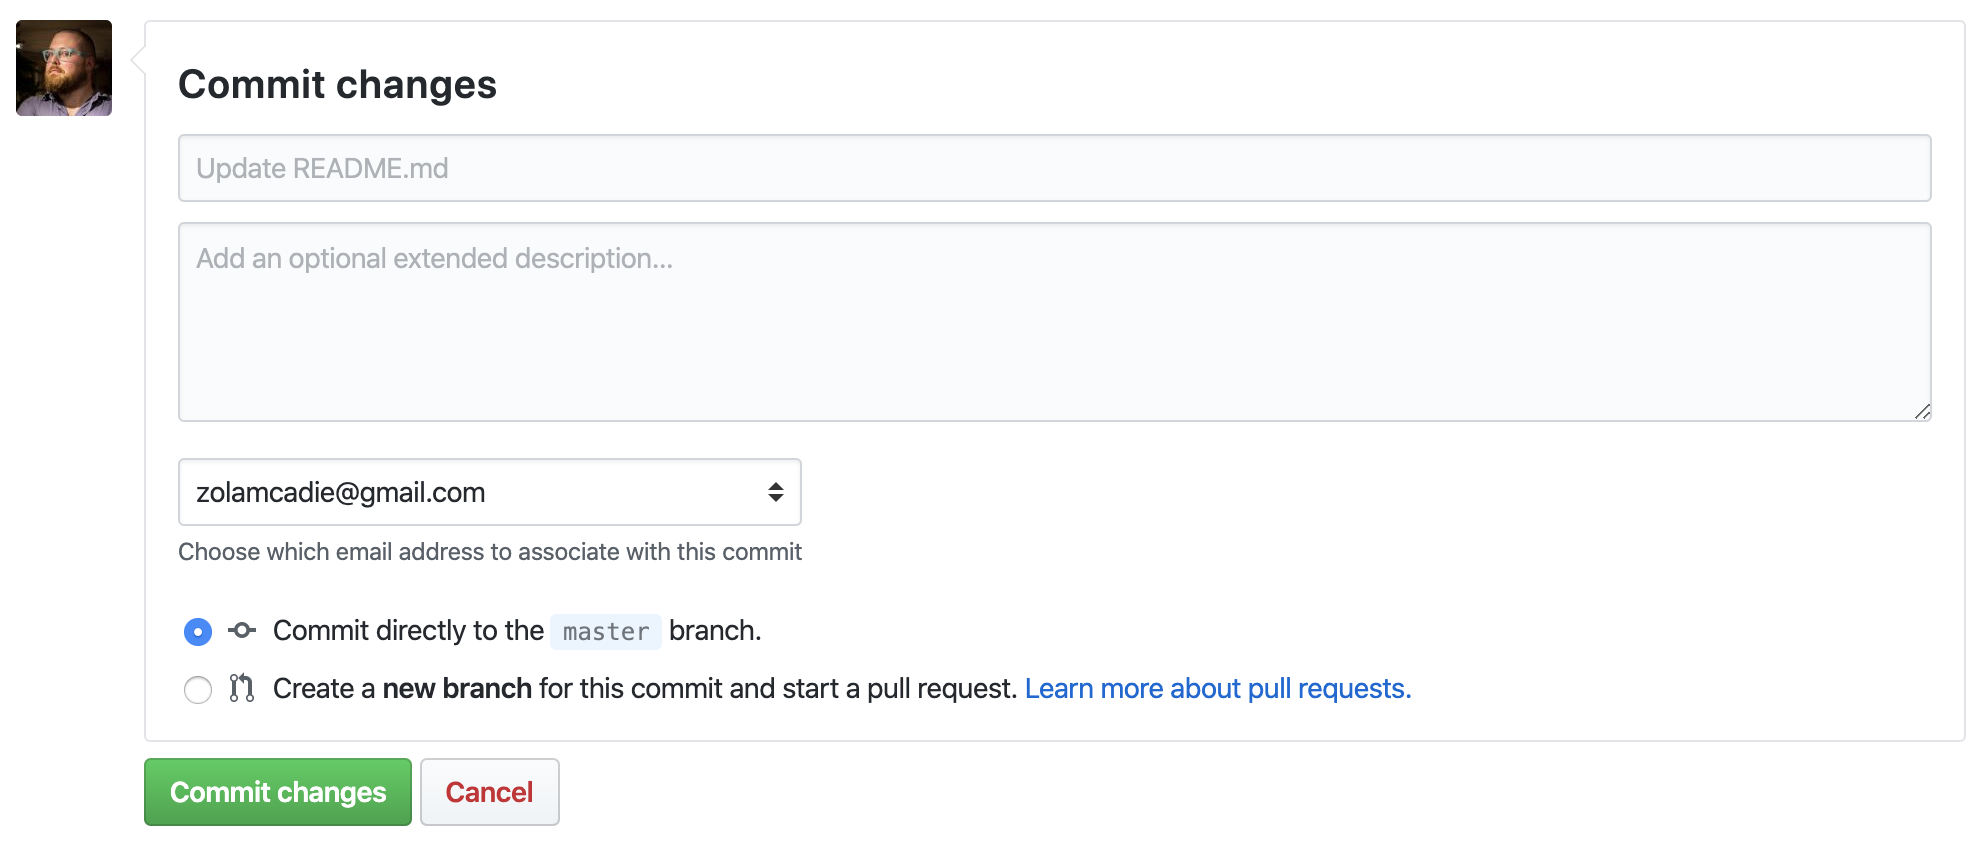 Commit changes
Update README.md
Add an optional extended description...
zolamcadie@gmail.com
Choose which email address to associate with this commit
Commit directly to the master branch.
Create a new branch for this commit and start a pull request. Learn more about pull requests.
Commit changes Cancel